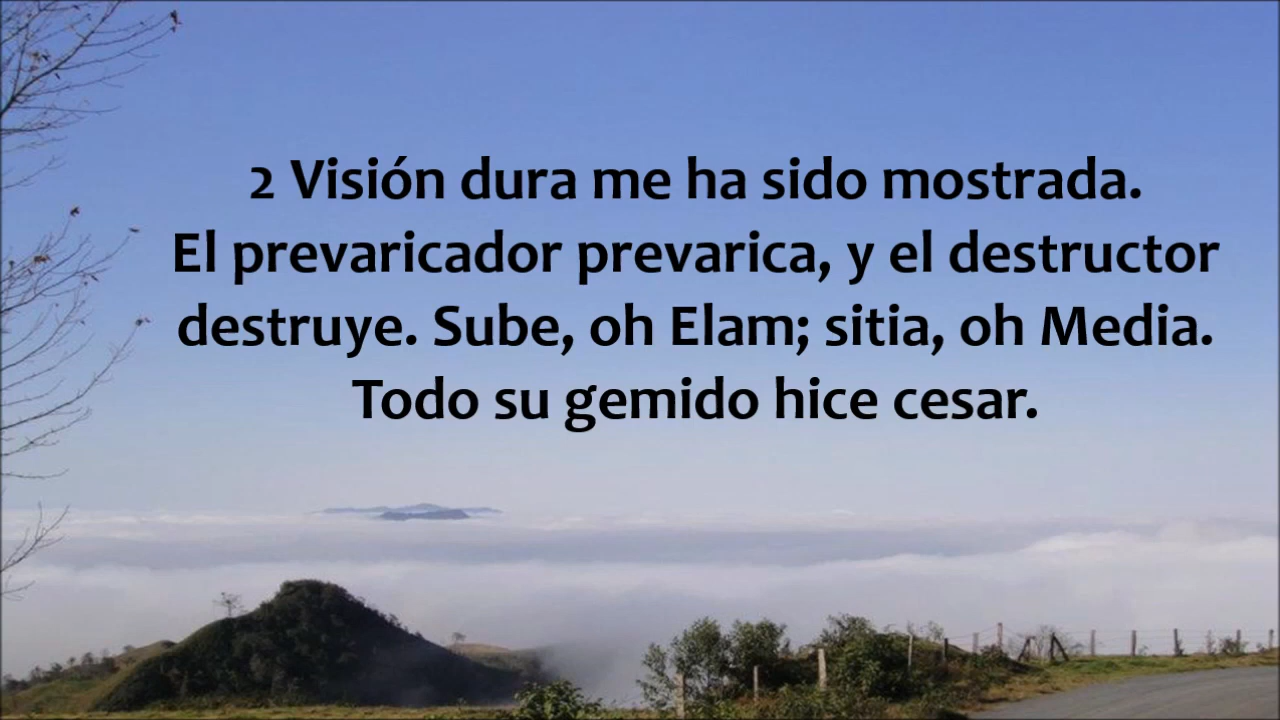 2 Visión dura me ha sido mostrada.
El prevaricador prevarica, y el destructor
destruye. Sube, oh Elam; sitia, oh Media.
Todo su gemido hice cesar.